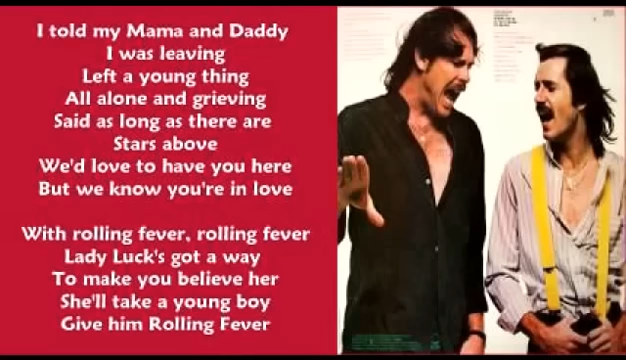 I told my Mama and Daddy
I was leaving
Left a young thing
All alone and grieving
Said as long as there are
Stars above
We'd love to have you here
But we know you're in love
With rolling fever, rolling fever
Lady Luck's got a way
To make you believe her
She'll take a young boy
Give him Rolling Fever